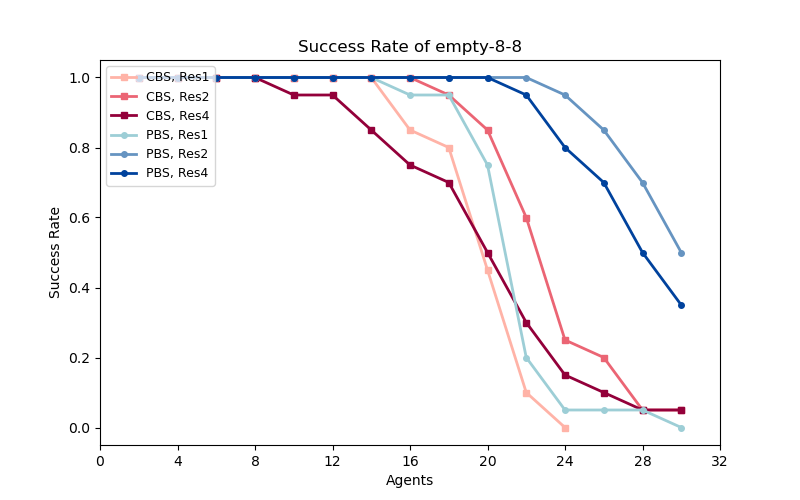 Success Rate of empty-8-8
1.0
0.8
0.6
0.4
0.2
0.0
Success Rate
CBS, Res1
CBS, Res2
CBS, Res4
PBS, Res1
PBS, Res2
PBS, Res4
0 4 8 12 16 20 24 28 32
Agents